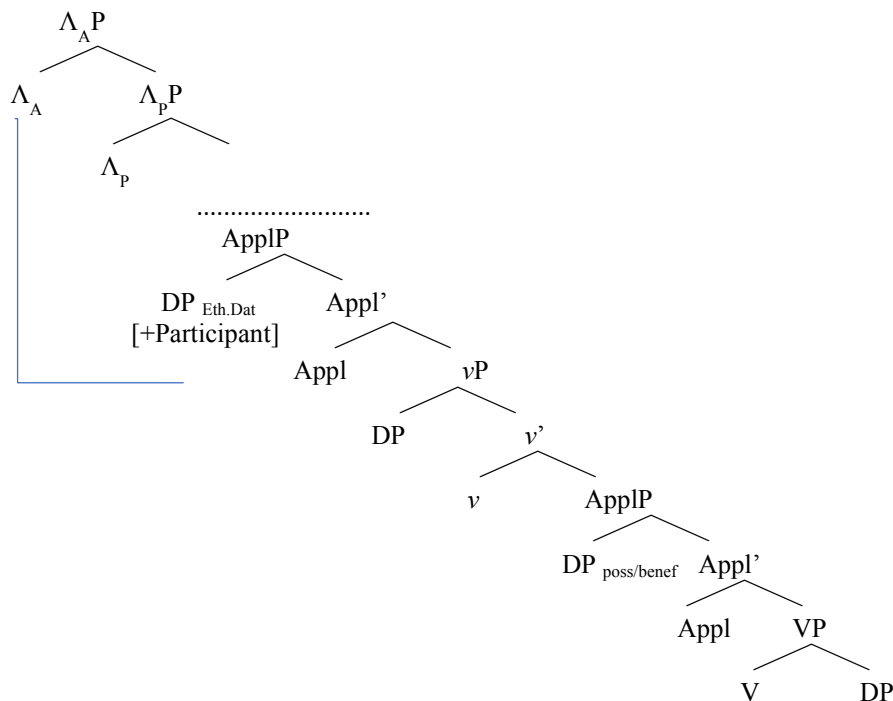 Λ_A P
Λ_A Λ_P P
Λ_P
........................
ApplP
DP Eth.Dat Appl’
[+Participant]
Appl vP
DP v’
v ApplP
DP poss/benef Appl’
Appl VP
V DP